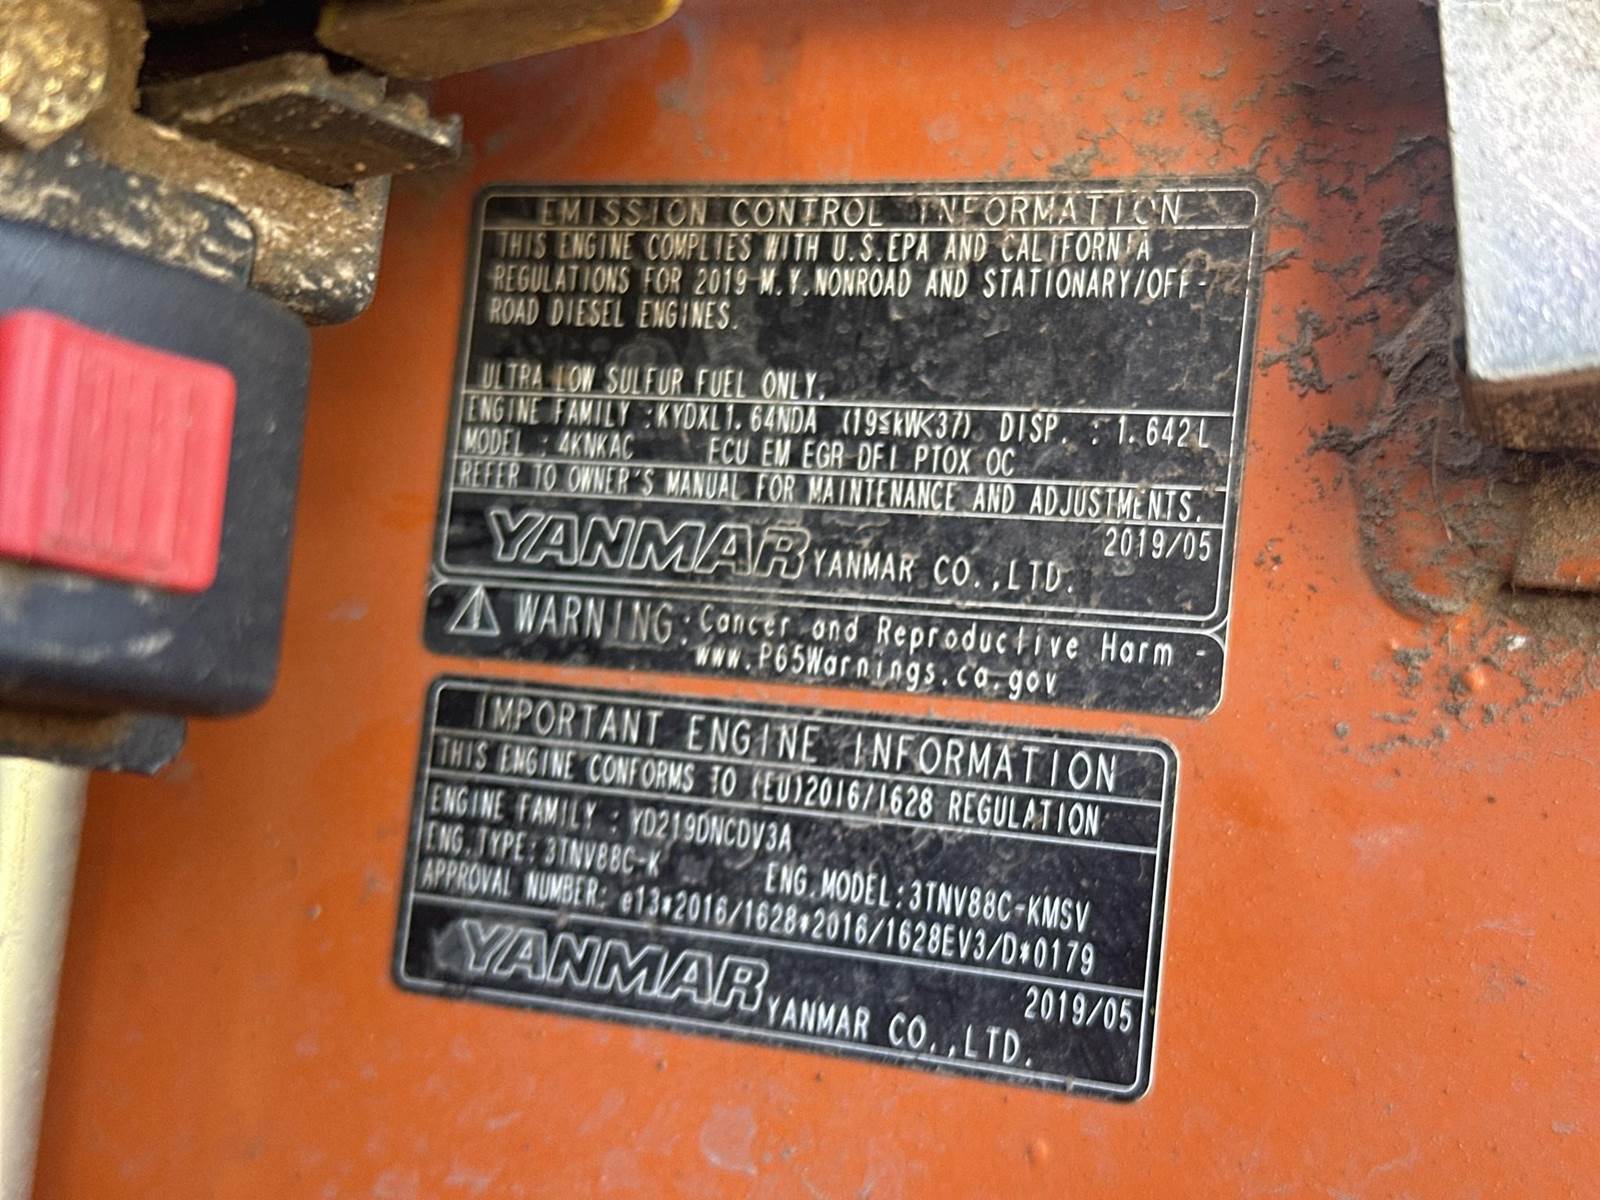 EMISSION CONTROL INFORMATION
THIS ENGINE COMPLIES WITH U.S.EPA AND CALIFORNIA
REGULATIONS FOR 2019 M.Y.NONROAD AND STATIONARY/OFF-
ROAD DIESEL ENGINES.
ULTRA LOW SULFUR FUEL ONLY.
ENGINE FAMILY :KYDXL1.64NDA (19≦kW<37) DISP. : 1.642L
MODEL : 4KNKAC ECU EM EGR DFI PTOX OC
REFER TO OWNER'S MANUAL FOR MAINTENANCE AND ADJUSTMENTS.
2019/05
YANMAR YANMAR CO.,LTD.
⚠ WARNING:Cancer and Reproductive Harm -
www.P65Warnings.ca.gov
IMPORTANT ENGINE INFORMATION
THIS ENGINE CONFORMS TO (EU)2016/1628 REGULATION
ENGINE FAMILY : YD219DNCDV3A
ENG.TYPE: 3TNV88C-K ENG.MODEL:3TNV88C-KMSV
APPROVAL NUMBER: e13*2016/1628*2016/1628EV3/D*0179
2019/05
YANMAR YANMAR CO.,LTD.